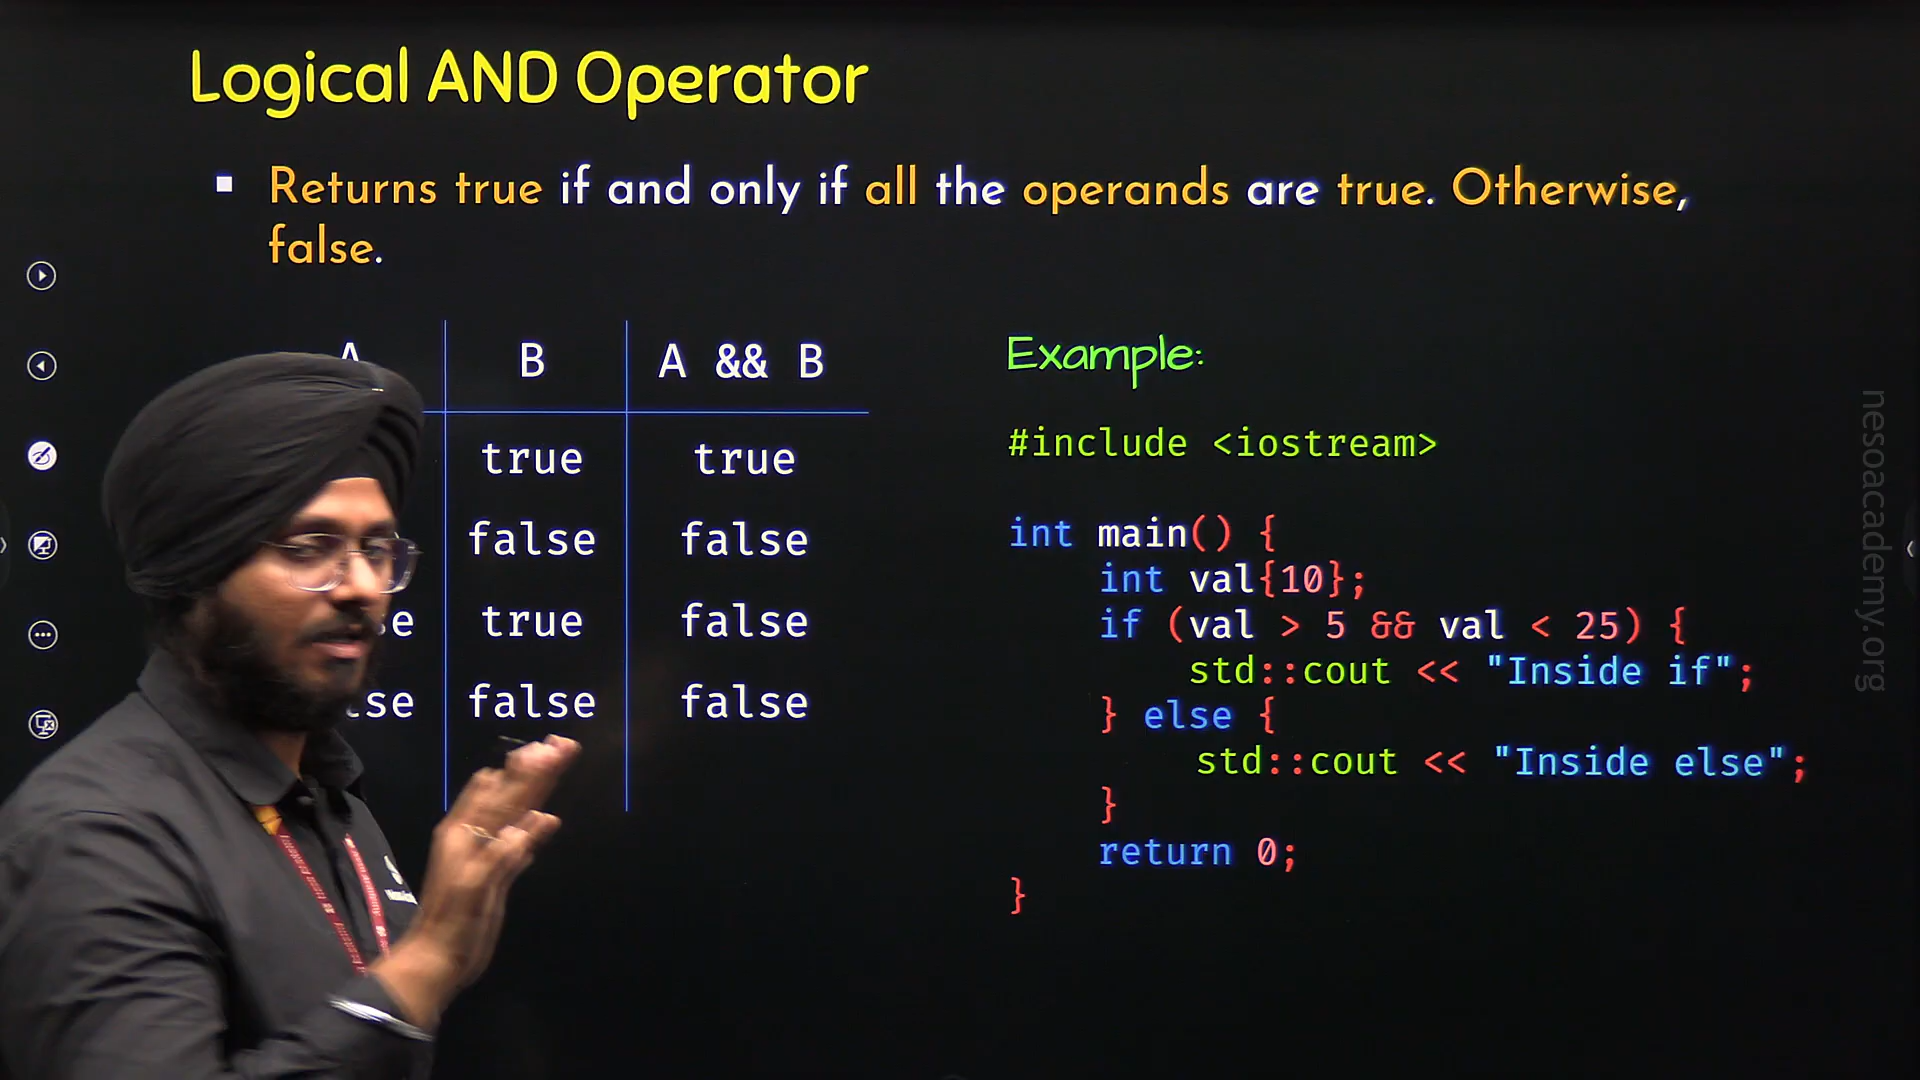 Logical AND Operator
Returns true if and only if all the operands are true. Otherwise,
false.
A B A && B
true true
false false
true false
false false
Example:
#include <iostream>
int main() {
int val{10};
if (val > 5 && val < 25) {
std::cout << "Inside if";
} else {
std::cout << "Inside else";
}
return 0;
}
nesoacademy.org